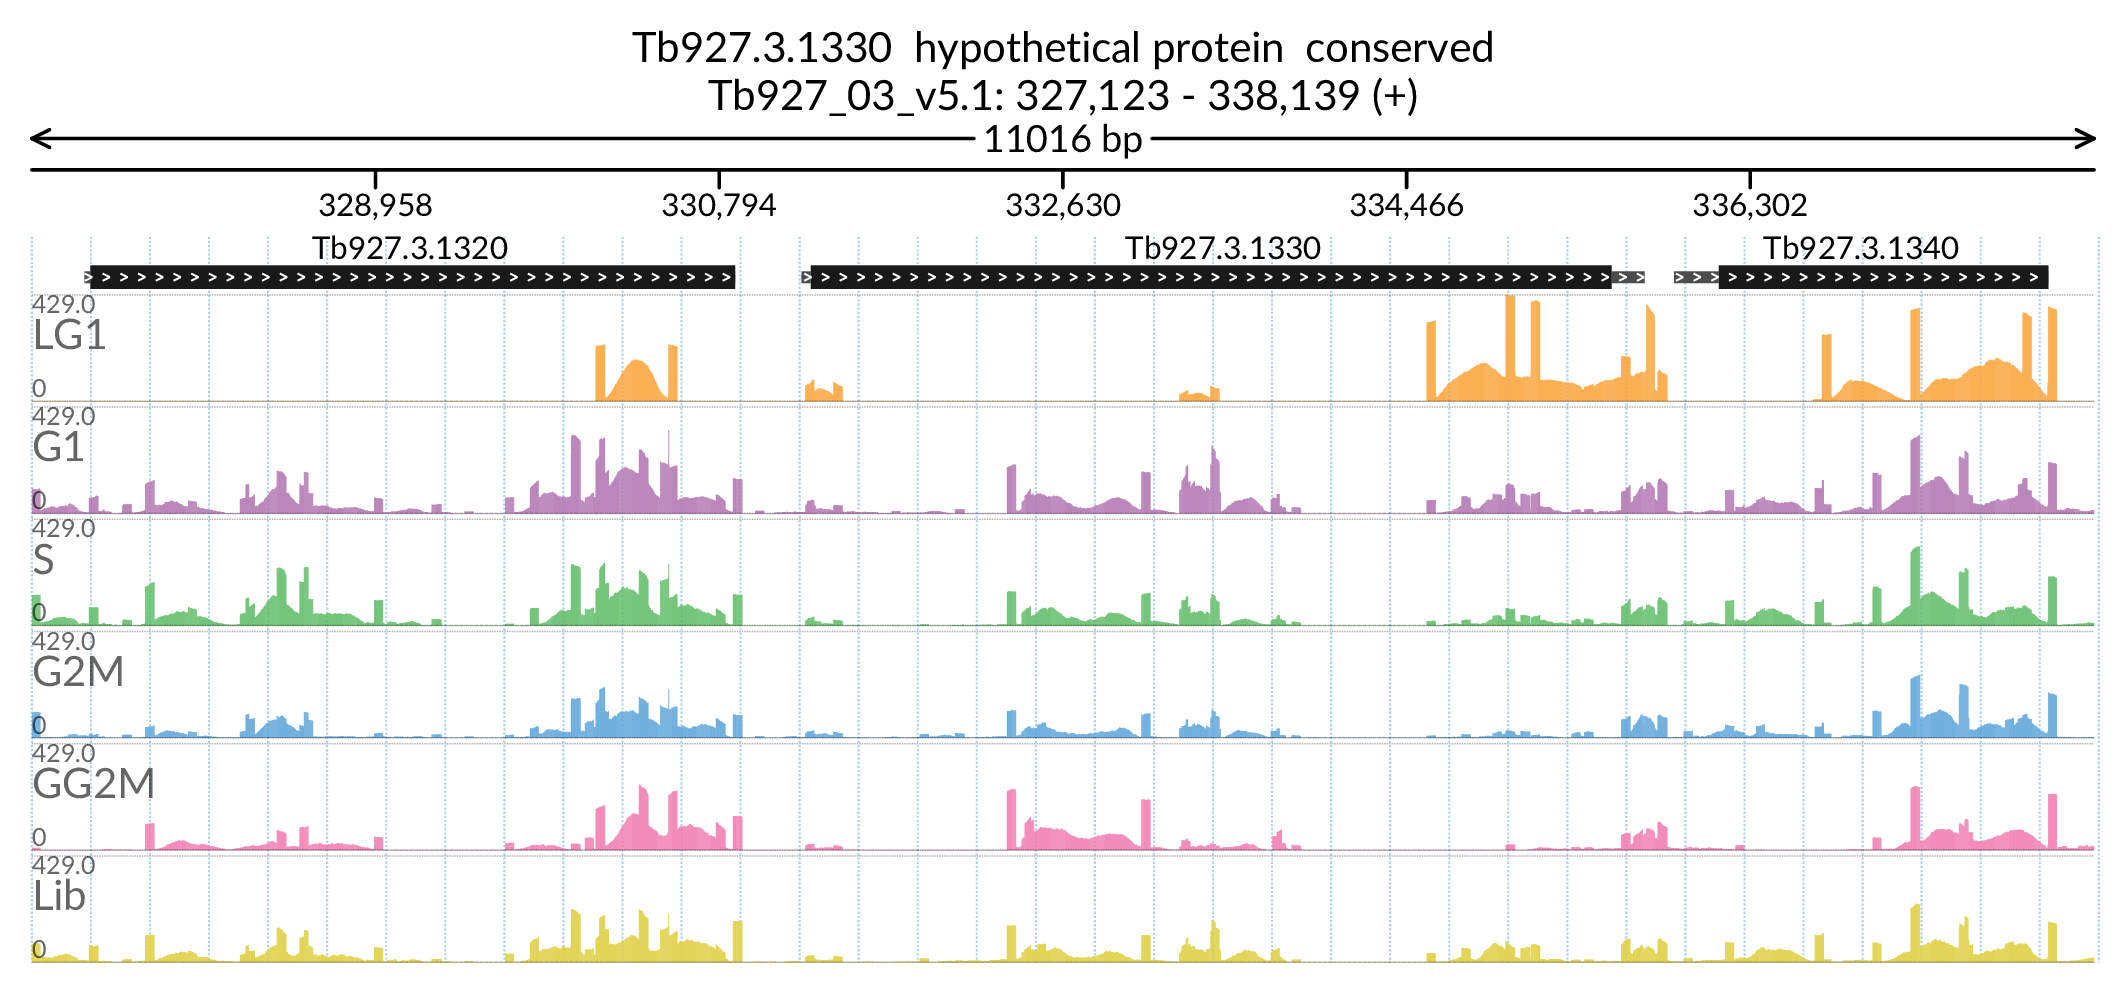 Tb927.3.1330  hypothetical protein  conserved
Tb927_03_v5.1: 327,123 - 338,139 (+)
11016 bp
328,958 330,794 332,630 334,466 336,302
Tb927.3.1320 Tb927.3.1330 Tb927.3.1340
429.0
LG1
0
429.0
G1
0
429.0
S
0
429.0
G2M
0
429.0
GG2M
0
429.0
Lib
0